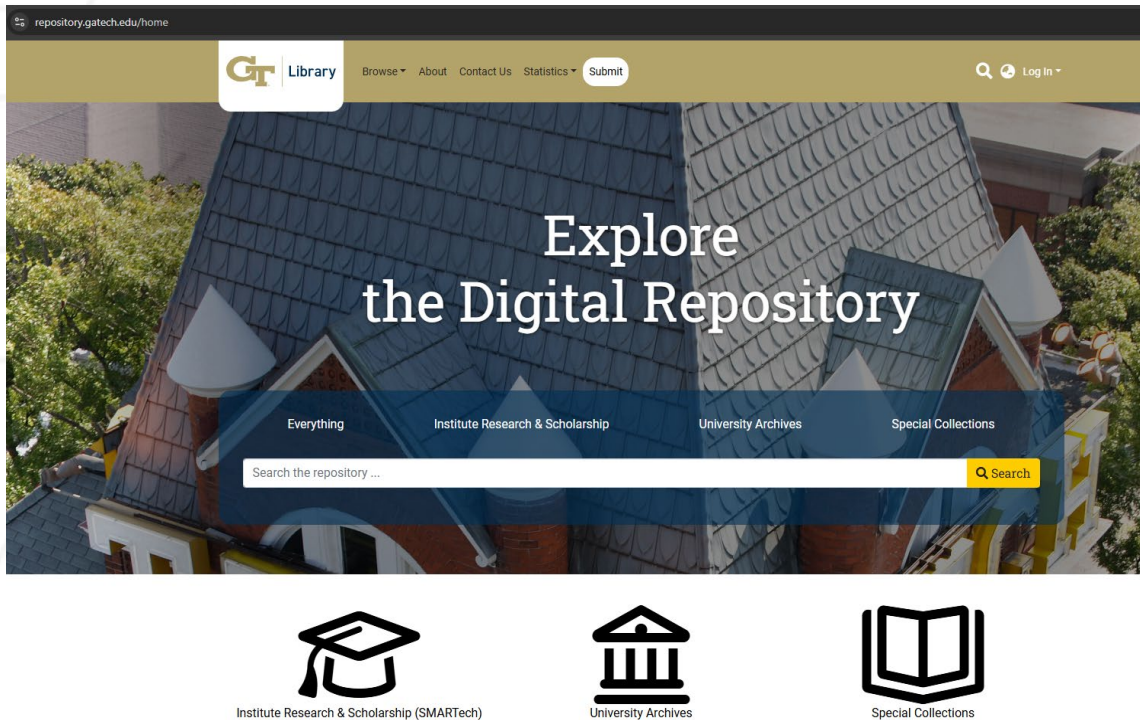 repository.gatech.edu/home
GT Library Browse About Contact Us Statistics Submit Log In
Explore
the Digital Repository
Everything Institute Research & Scholarship University Archives Special Collections
Search the repository ... Search
Institute Research & Scholarship (SMARTech) University Archives Special Collections